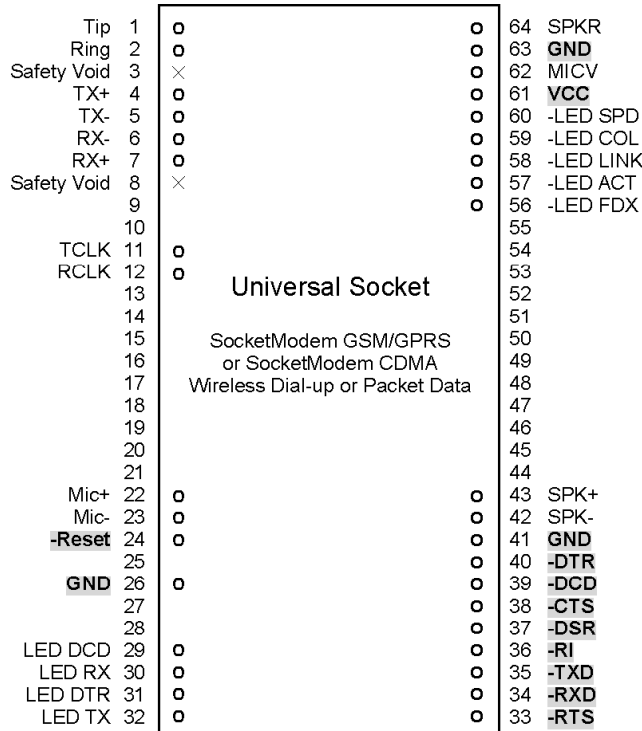 Tip 1 64 SPKR
Ring 2 63 GND
Safety Void 3 62 MICV
TX+ 4 61 VCC
TX- 5 60 -LED SPD
RX- 6 59 -LED COL
RX+ 7 58 -LED LINK
Safety Void 8 57 -LED ACT
9 56 -LED FDX
10 55
TCLK 11 54
RCLK 12 53
Universal Socket
13 52
14 51
SocketModem GSM/GPRS
15 50
or SocketModem CDMA
16 49
Wireless Dial-up or Packet Data
17 48
18 47
19 46
20 45
21 44
Mic+ 22 43 SPK+
Mic- 23 42 SPK-
-Reset 24 41 GND
25 40 -DTR
GND 26 39 -DCD
27 38 -CTS
28 37 -DSR
LED DCD 29 36 -RI
LED RX 30 35 -TXD
LED DTR 31 34 -RXD
LED TX 32 33 -RTS